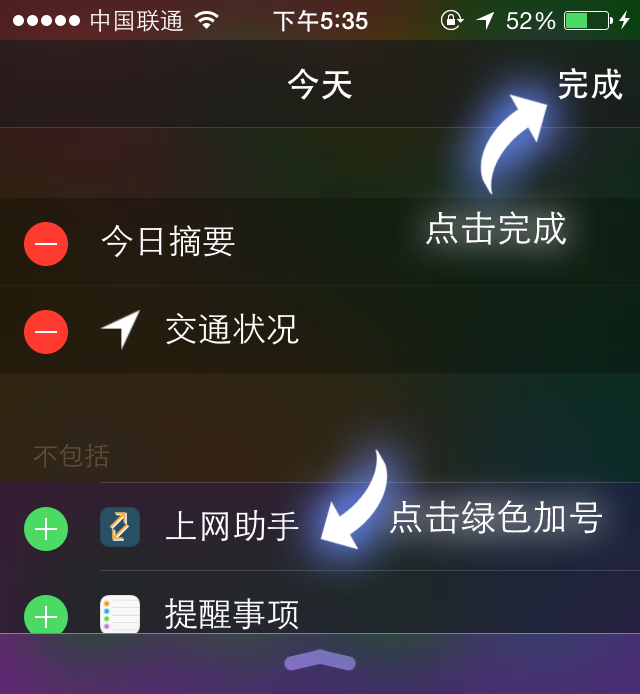 中国联通 下午5:35 52%
今天 完成
点击完成
今日摘要
交通状况
不包括
上网助手 点击绿色加号
提醒事项